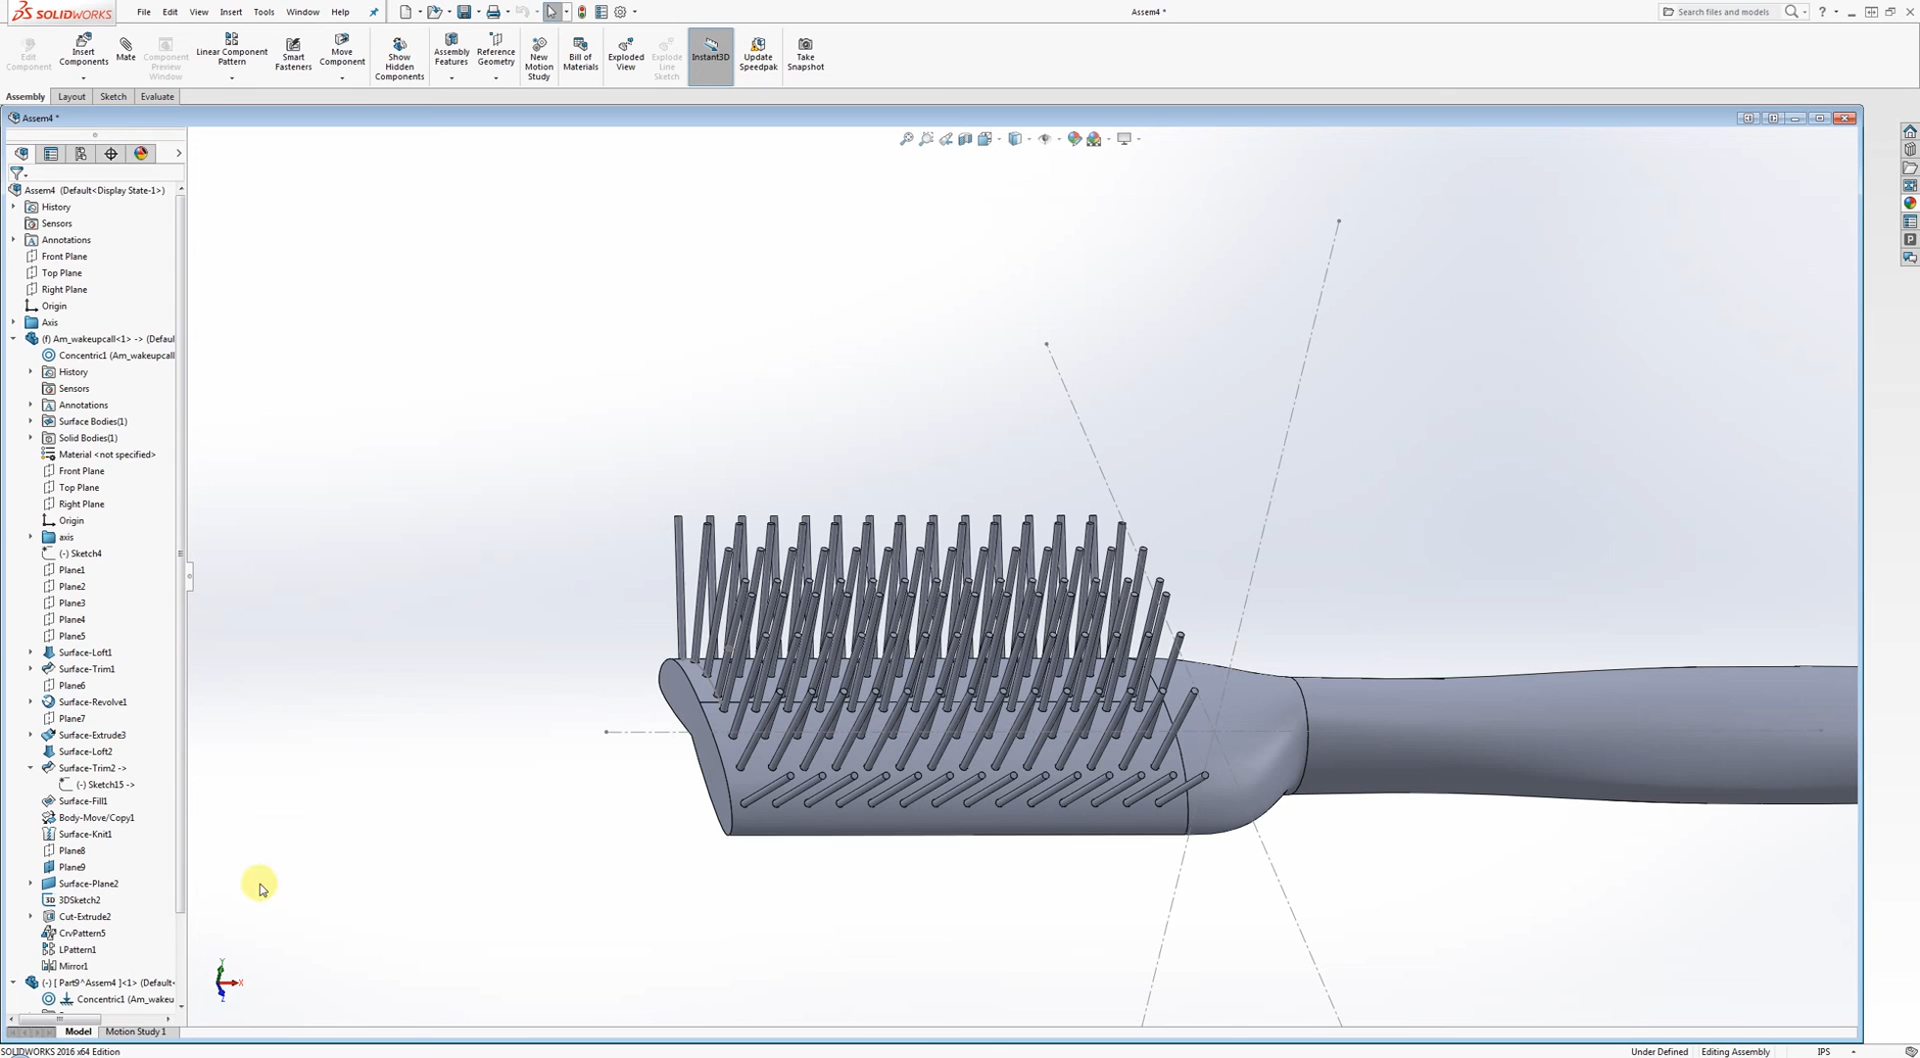 SOLIDWORKS
File Edit View Insert Tools Window Help
Assem4 *
Search files and models
Edit Component
Insert Components
Mate
Component Preview Window
Linear Component Pattern
Smart Fasteners
Move Component
Show Hidden Components
Assembly Features
Reference Geometry
New Motion Study
Bill of Materials
Exploded View
Explode Line Sketch
Instant3D
Update Speedpak
Take Snapshot
Assembly Layout Sketch Evaluate
Assem4 *
Assem4 (Default<Display State-1>)
History
Sensors
Annotations
Front Plane
Top Plane
Right Plane
Origin
Axis
(f) Am_wakeupcall<1> -> (Defaul
Concentric1 (Am_wakeupcall
History
Sensors
Annotations
Surface Bodies(1)
Solid Bodies(1)
Material <not specified>
Front Plane
Top Plane
Right Plane
Origin
axis
(-) Sketch4
Plane1
Plane2
Plane3
Plane4
Plane5
Surface-Loft1
Surface-Trim1
Plane6
Surface-Revolve1
Plane7
Surface-Extrude3
Surface-Loft2
Surface-Trim2 ->
(-) Sketch15 ->
Surface-Fill1
Body-Move/Copy1
Surface-Knit1
Plane8
Plane9
Surface-Plane2
3D 3DSketch2
Cut-Extrude2
CrvPattern5
LPattern1
Mirror1
(-) [ Part9^Assem4 ]<1> (Default<
Concentric1 (Am_wakeu
Y
X
Z
Model Motion Study 1
SOLIDWORKS 2016 x64 Edition
Under Defined Editing Assembly IPS